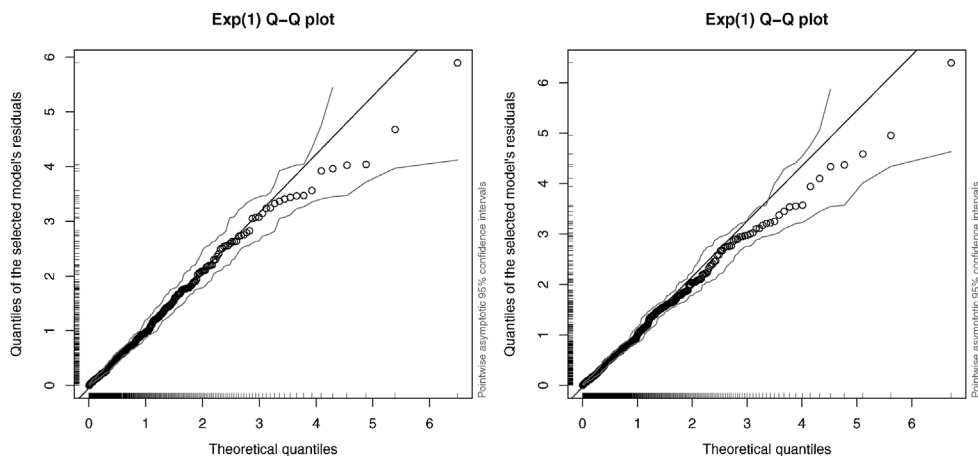 Exp(1) Q−Q plot
Quantiles of the selected model's residuals
6
5
4
3
2
1
0
0 1 2 3 4 5 6
Theoretical quantiles
Pointwise asymptotic 95% confidence intervals
Exp(1) Q−Q plot
Quantiles of the selected model's residuals
6
5
4
3
2
1
0
0 1 2 3 4 5 6
Theoretical quantiles
Pointwise asymptotic 95% confidence intervals